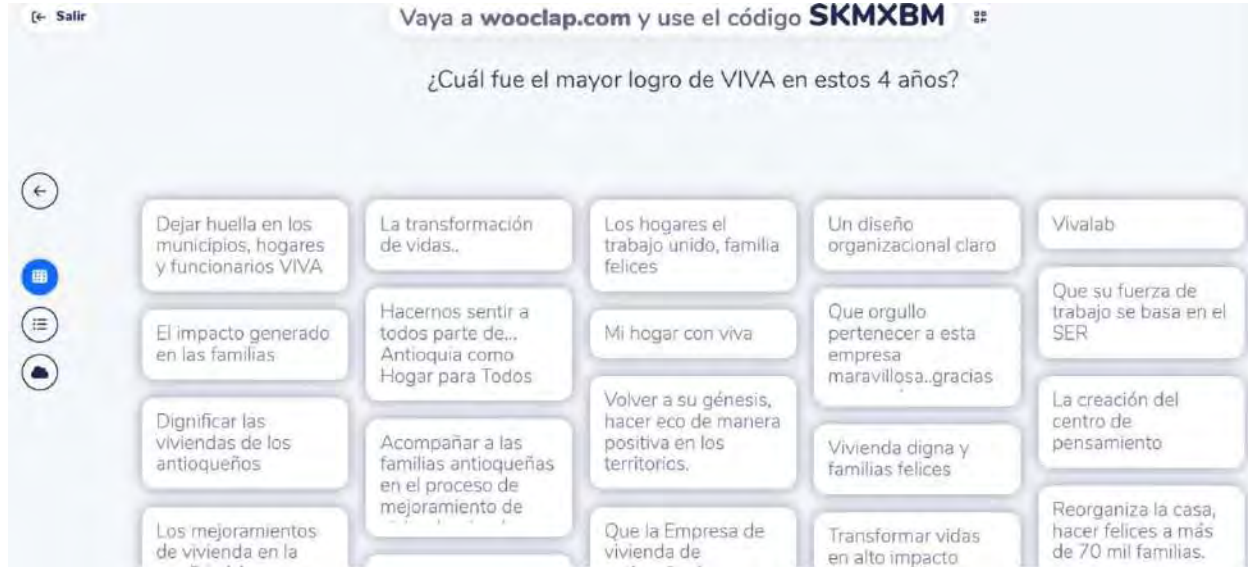 Salir
Vaya a wooclap.com y use el código SKMXBM
¿Cuál fue el mayor logro de VIVA en estos 4 años?
Dejar huella en los
municipios, hogares
y funcionarios VIVA
El impacto generado
en las familias
Dignificar las
viviendas de los
antioqueños
Los mejoramientos
de vivienda en la
La transformación
de vidas..
Hacernos sentir a
todos parte de...
Antioquia como
Hogar para Todos
Acompañar a las
familias antioqueñas
en el proceso de
mejoramiento de
Los hogares el
trabajo unido, familia
felices
Mi hogar con viva
Volver a su génesis,
hacer eco de manera
positiva en los
territorios.
Que la Empresa de
vivienda de
Un diseño
organizacional claro
Que orgullo
pertenecer a esta
empresa
maravillosa..gracias
Vivienda digna y
familias felices
Transformar vidas
en alto impacto
Vivalab
Que su fuerza de
trabajo se basa en el
SER
La creación del
centro de
pensamiento
Reorganiza la casa,
hacer felices a más
de 70 mil familias.